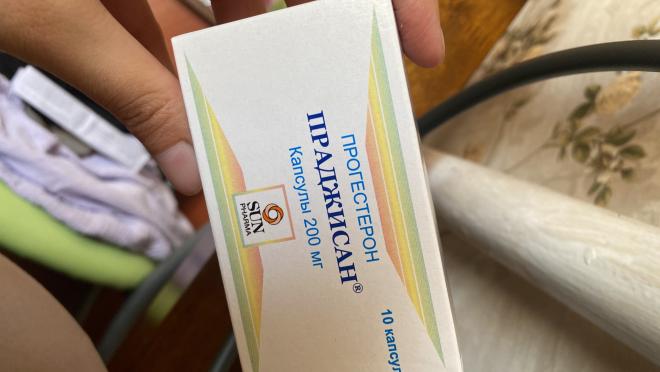 ПРОГЕСТЕРОН
ПРАДЖИСАН®
Капсулы 200 мг
SUN
PHARMA
10 капсул